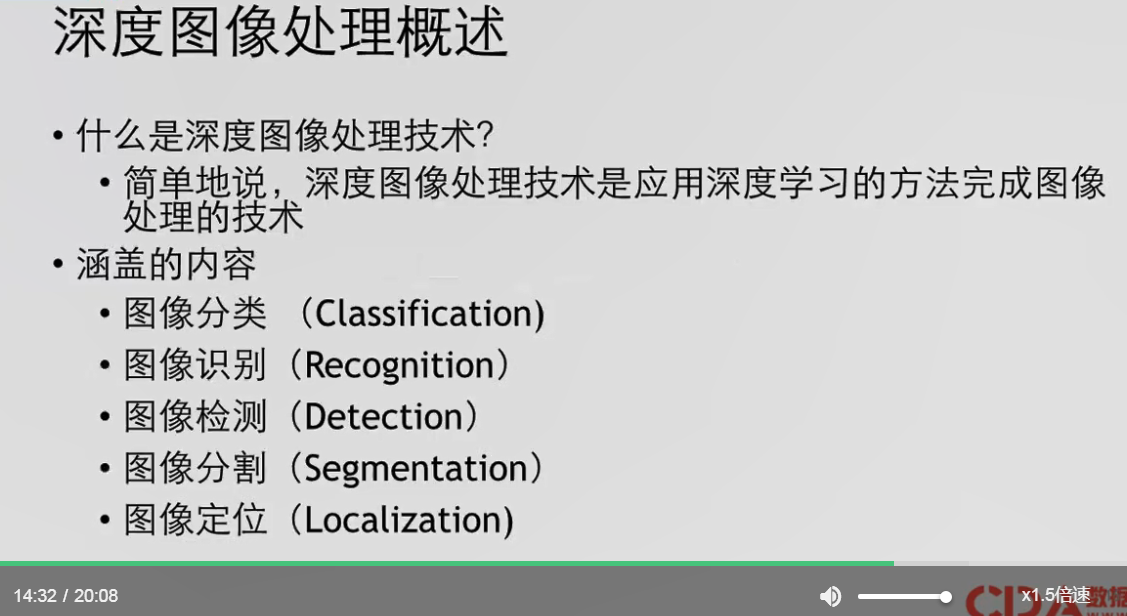 深度图像处理概述
• 什么是深度图像处理技术?
• 简单地说，深度图像处理技术是应用深度学习的方法完成图像
处理的技术
• 涵盖的内容
• 图像分类 （Classification)
• 图像识别（Recognition）
• 图像检测（Detection）
• 图像分割（Segmentation）
• 图像定位（Localization)
14:32 / 20:08
x1.5倍速
CDA数据